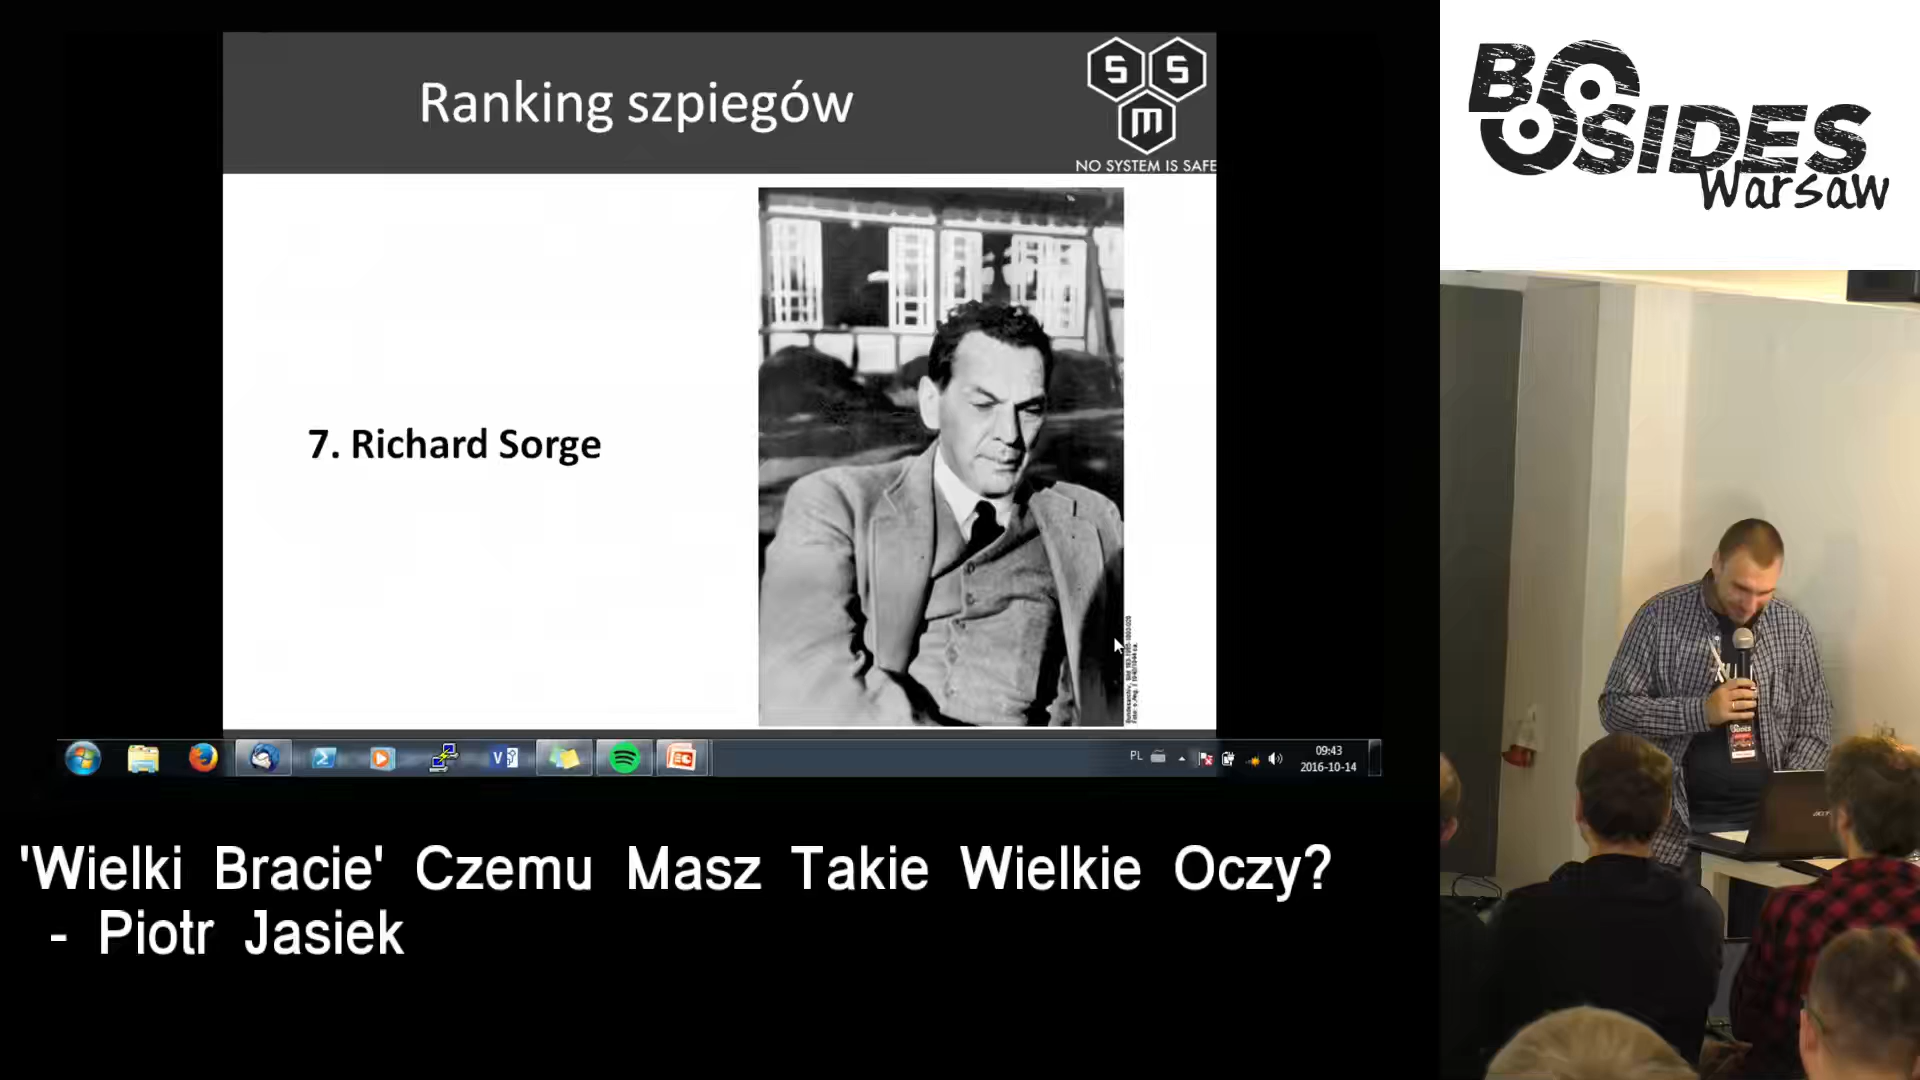 Ranking szpiegów
S S
m
NO SYSTEM IS SAFE
7. Richard Sorge
PL
09:43
2016-10-14
'Wielki Bracie' Czemu Masz Takie Wielkie Oczy?
- Piotr Jasiek
BSIDES
Warsaw